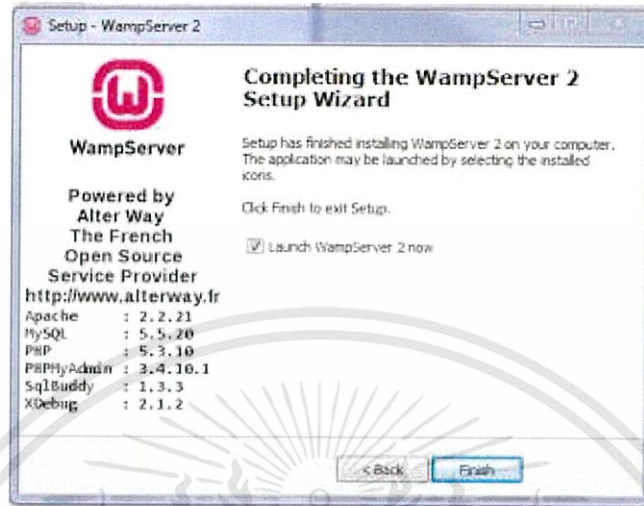 Setup - WampServer 2
WampServer
Powered by
Alter Way
The French
Open Source
Service Provider
http://www.alterway.fr
Apache : 2.2.21
MySQL : 5.5.20
PHP : 5.3.10
PHPMyAdmin : 3.4.10.1
SqlBuddy : 1.3.3
XDebug : 2.1.2
Completing the WampServer 2
Setup Wizard
Setup has finished installing WampServer 2 on your computer.
The application may be launched by selecting the installed
icons.
Click Finish to exit Setup.
Launch WampServer 2 now
< Back
Finish